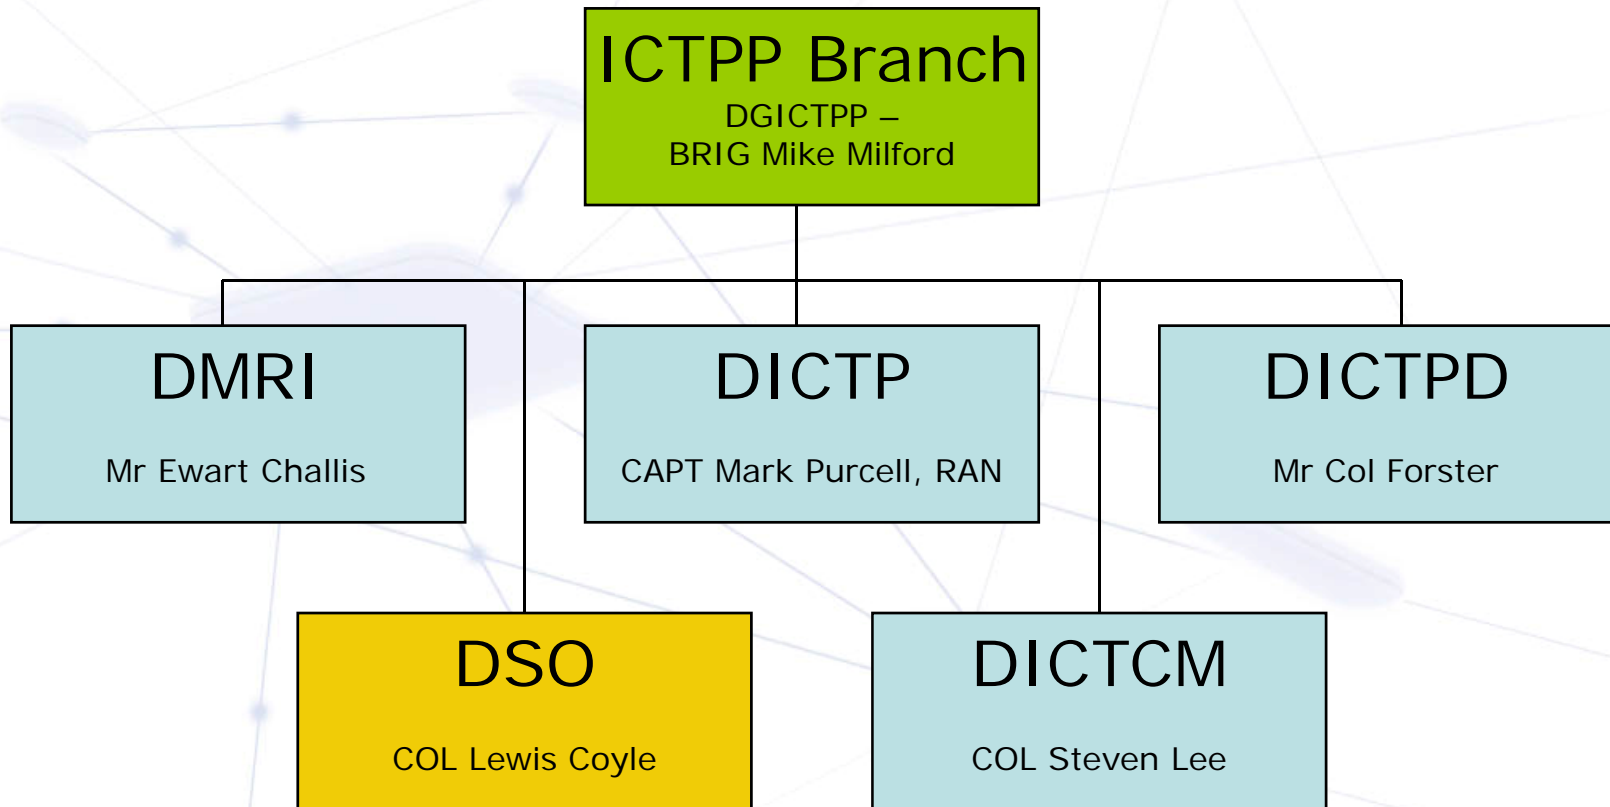 ICTPP Branch
DGICTPP –
BRIG Mike Milford
DMRI
Mr Ewart Challis
DICTP
CAPT Mark Purcell, RAN
DICTPD
Mr Col Forster
DSO
COL Lewis Coyle
DICTCM
COL Steven Lee